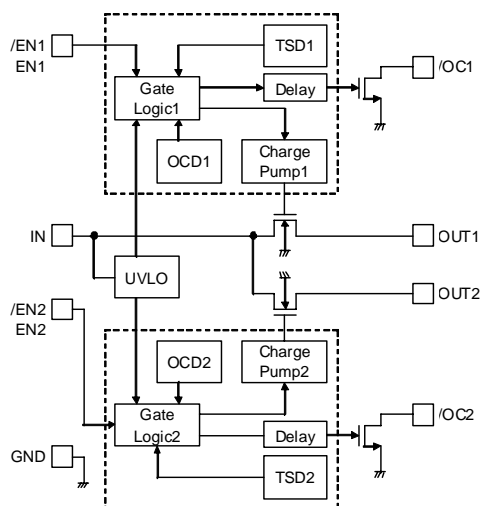 /EN1
EN1
TSD1
/OC1
Gate
Logic1
Delay
OCD1
Charge
Pump1
IN
OUT1
UVLO
OUT2
/EN2
EN2
OCD2
Charge
Pump2
Gate
Logic2
Delay
/OC2
GND
TSD2